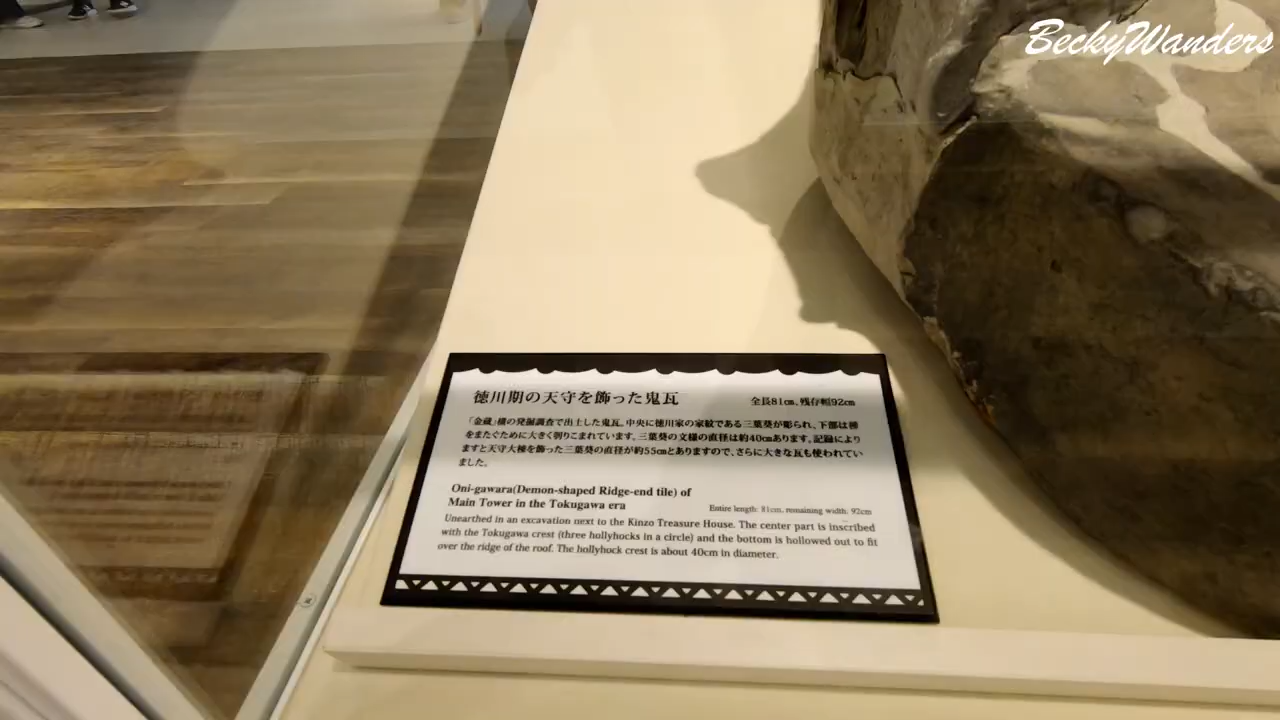 BeckyWanders
徳川期の天守を飾った鬼瓦
全長81㎝、残存幅92㎝
「金蔵」横の発掘調査で出土した鬼瓦。中央に徳川家の家紋である三葉葵が彫られ、下部は棟
をまたぐために大きく刳りこまれています。三葉葵の文様の直径は約40㎝あります。記録により
ますと天守大棟を飾った三葉葵の直径が約55㎝とありますので、さらに大きな瓦も使われてい
ました。
Oni-gawara(Demon-shaped Ridge-end tile) of
Main Tower in the Tokugawa era
Entire length: 81cm, remaining width: 92cm
Unearthed in an excavation next to the Kinzo Treasure House. The center part is inscribed
with the Tokugawa crest (three hollyhocks in a circle) and the bottom is hollowed out to fit
over the ridge of the roof. The hollyhock crest is about 40cm in diameter.